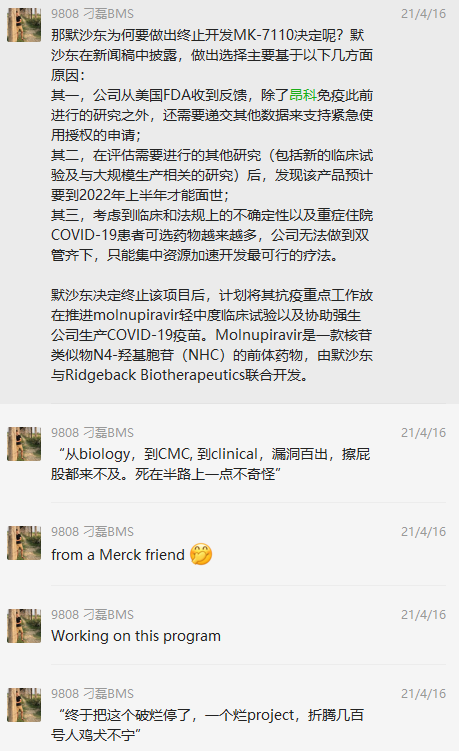 9808 刁磊BMS 21/4/16
那默沙东为何要做出终止开发MK-7110决定呢？默
沙东在新闻稿中披露，做出选择主要基于以下几方面
原因：
其一，公司从美国FDA收到反馈，除了昂科免疫此前
进行的研究之外，还需要递交其他数据来支持紧急使
用授权的申请；
其二，在评估需要进行的其他研究（包括新的临床试
验及与大规模生产相关的研究）后，发现该产品预计
要到2022年上半年才能面世；
其三，考虑到临床和法规上的不确定性以及重症住院
COVID-19患者可选药物越来越多，公司无法做到双
管齐下，只能集中资源加速开发最可行的疗法。
默沙东决定终止该项目后，计划将其抗疫重点工作放
在推进molnupiravir轻中度临床试验以及协助强生
公司生产COVID-19疫苗。Molnupiravir是一款核苷
类似物N4-羟基胞苷（NHC）的前体药物，由默沙东
与Ridgeback Biotherapeutics联合开发。
9808 刁磊BMS 21/4/16
“从biology，到CMC, 到clinical，漏洞百出，擦屁
股都来不及。死在半路上一点不奇怪”
9808 刁磊BMS 21/4/16
from a Merck friend
9808 刁磊BMS 21/4/16
Working on this program
9808 刁磊BMS 21/4/16
“终于把这个破烂停了，一个烂project，折腾几百
号人鸡犬不宁”